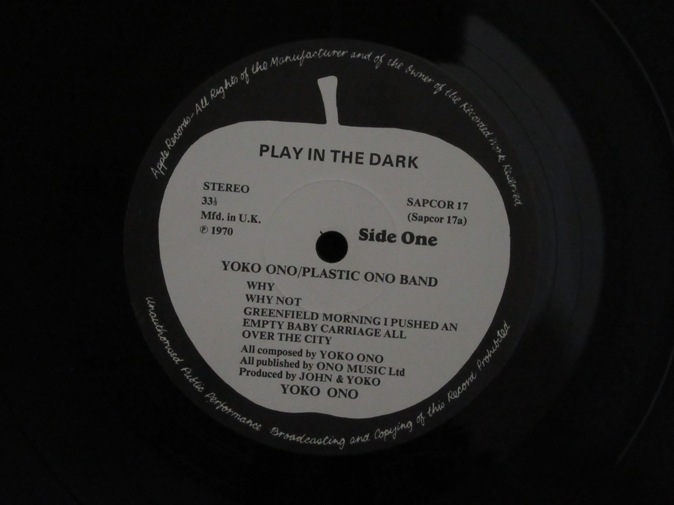 Apple Records-All Rights of the Manufacturer and of the Owner of the Recorded Work Reserved
PLAY IN THE DARK
STEREO
33⅓
Mfd. in U.K.
℗ 1970
SAPCOR 17
(Sapcor 17a)
Side One
YOKO ONO/PLASTIC ONO BAND
WHY
WHY NOT
GREENFIELD MORNING I PUSHED AN
EMPTY BABY CARRIAGE ALL
OVER THE CITY
All composed by YOKO ONO
All published by ONO MUSIC Ltd
Produced by JOHN & YOKO
YOKO ONO
Unauthorised Public Performance Broadcasting and Copying of this Record Prohibited